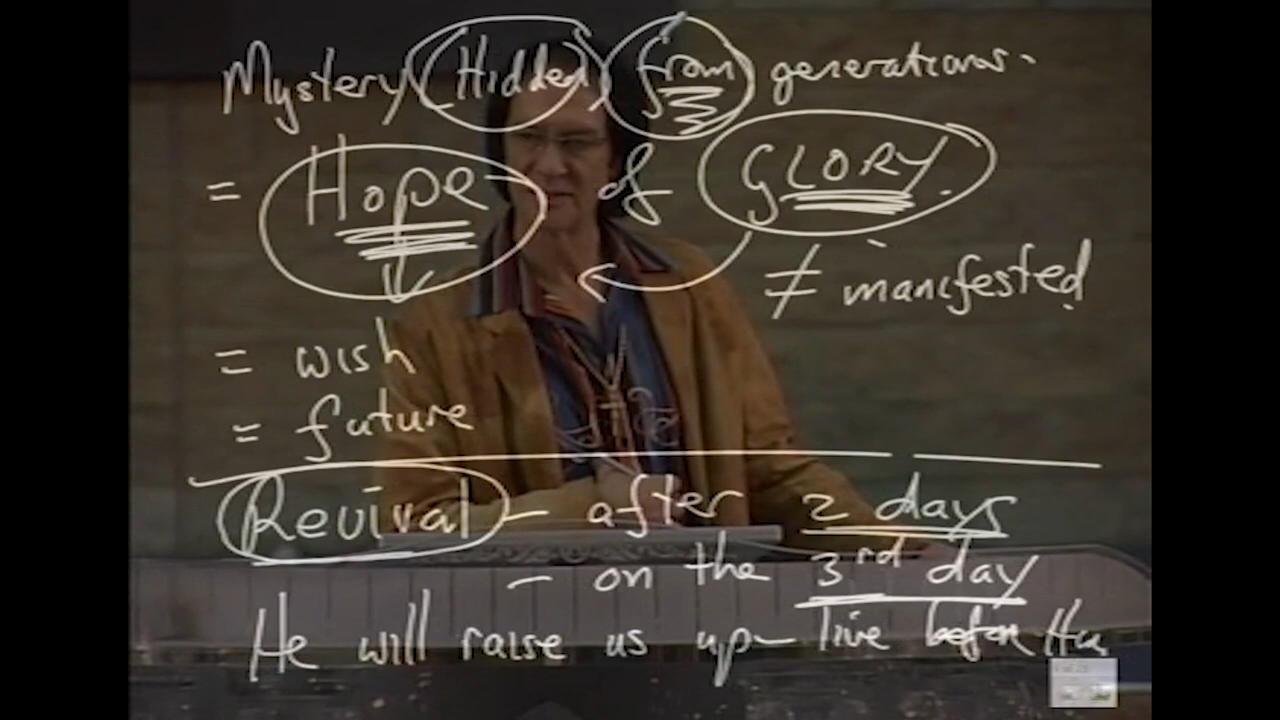 Mystery Hidden from generations.
= Hope of GLORY.
≠ manifested
= wish
= future
Revival - after 2 days
- on the 3rd day
He will raise us up - live before